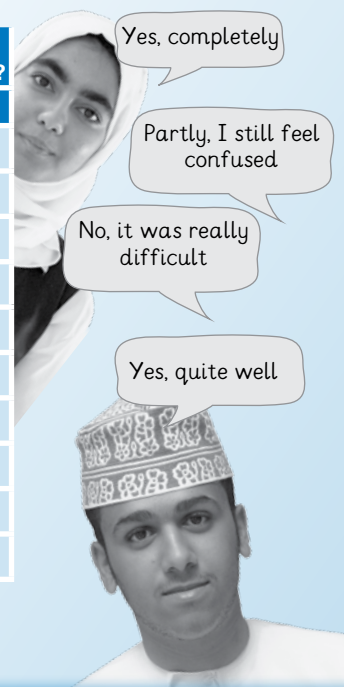 ?
Yes, completely
Partly, I still feel
confused
No, it was really
difficult
Yes, quite well